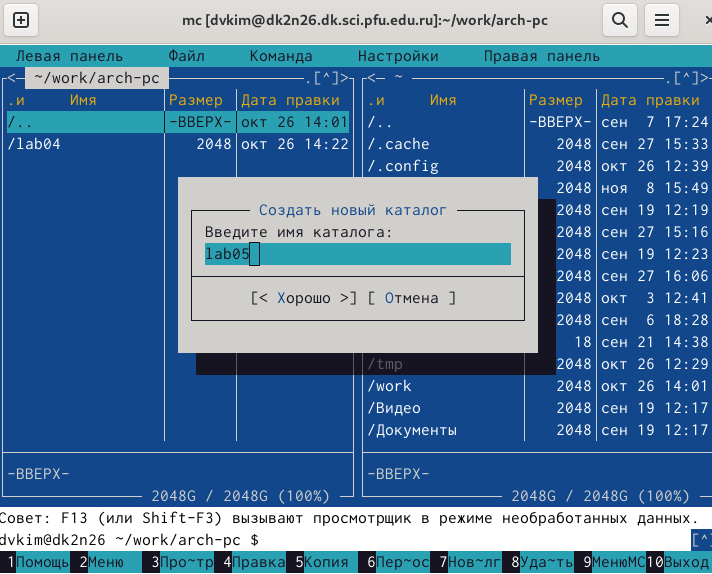 mc [dvkim@dk2n26.dk.sci.pfu.edu.ru]:~/work/arch-pc
Левая панель Файл Команда Настройки Правая панель
<— ~/work/arch-pc .[^]> <— ~ .[^]>
.и Имя Размер Дата правки .и Имя Размер Дата правки
/.. -ВВЕРХ- окт 26 14:01 /.. -ВВЕРХ- сен 7 17:24
/lab04 2048 окт 26 14:22 /.cache 2048 сен 27 15:33
/.config 2048 окт 26 12:39
2048 ноя 8 15:49
Создать новый каталог 2048 сен 19 12:19
Введите имя каталога: 2048 сен 27 15:16
lab05 2048 сен 19 12:23
2048 сен 27 16:06
[< Хорошо >] [ Отмена ] 2048 окт 3 12:41
2048 сен 6 18:28
18 сен 21 14:38
/tmp 2048 окт 26 12:29
/work 2048 окт 26 14:01
/Видео 2048 сен 19 12:17
/Документы 2048 сен 19 12:17
-ВВЕРХ- -ВВЕРХ-
2048G / 2048G (100%) 2048G / 2048G (100%)
Совет: F13 (или Shift-F3) вызывают просмотрщик в режиме необработанных данных.
dvkim@dk2n26 ~/work/arch-pc $ [^]
1Помощь 2Меню 3Про~тр 4Правка 5Копия 6Пер~ос 7Нов~лг 8Уда~ть 9МенюMC 10Выход